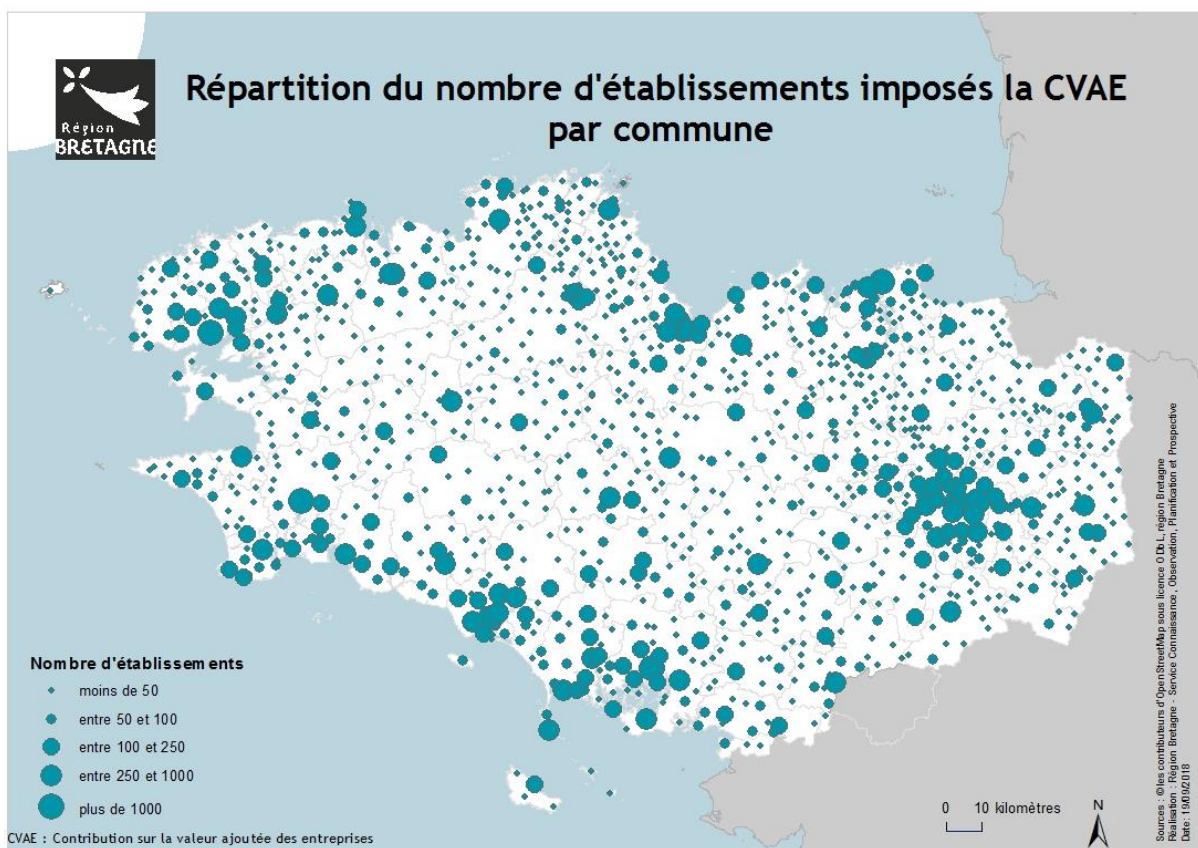 Répartition du nombre d'établissements imposés la CVAE
par commune
Région
BRETAGNE
Nombre d'établissements
moins de 50
entre 50 et 100
entre 100 et 250
entre 250 et 1000
plus de 1000
CVAE : Contribution sur la valeur ajoutée des entreprises
0 10 kilomètres
N
Sources : ©les contributeurs d'OpenStreetMap sous licence ODbL, région Bretagne
Réalisation : Région Bretagne - Service Connaissance, Observation, Planification et Prospective
Date : 19/09/2018